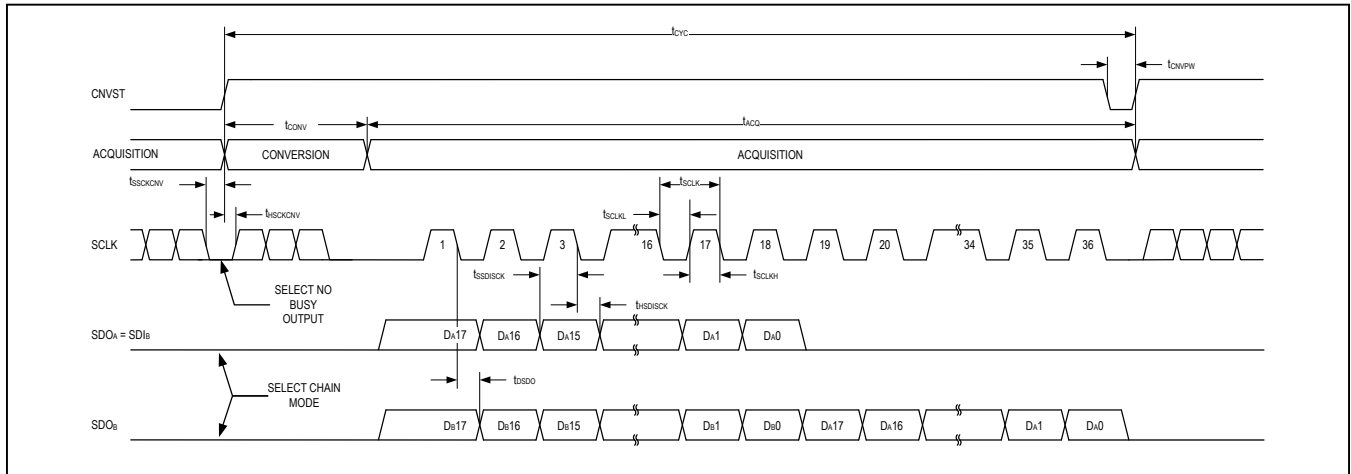 tCYC
tCNVPW
CNVST
tCONV
tACQ
ACQUISITION CONVERSION ACQUISITION
tSSCKCNV
tHSCKCNV
tSCLK
tSCLKL
SCLK 1 2 3 16 17 18 19 20 34 35 36
tSSDISCK
tSCLKH
SELECT NO
BUSY
OUTPUT
tHSDISCK
SDOA = SDIB DA17 DA16 DA15 DA1 DA0
SELECT CHAIN
MODE
tDSDO
SDOB DB17 DB16 DB15 DB1 DB0 DA17 DA16 DA1 DA0